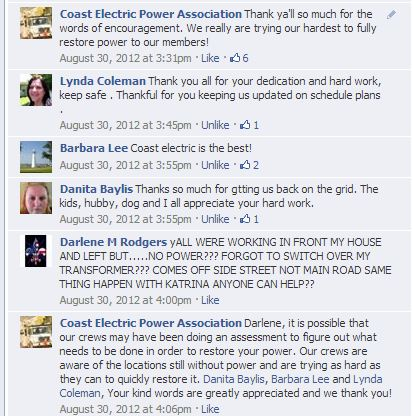 Coast Electric Power Association Thank ya'll so much for the
words of encouragement. We really are trying our hardest to fully
restore power to our members!
August 30, 2012 at 3:31pm · Like · 6
Lynda Coleman Thank you all for your dedication and hard work,
keep safe . Thankful for you keeping us updated on schedule plans
.
August 30, 2012 at 3:45pm · Unlike · 1
Barbara Lee Coast electric is the best!
August 30, 2012 at 3:55pm · Unlike · 2
Danita Baylis Thanks so much for gtting us back on the grid. The
kids, hubby, dog and I all appreciate your hard work.
August 30, 2012 at 3:55pm · Unlike · 1
Darlene M Rodgers yALL WERE WORKING IN FRONT MY HOUSE
AND LEFT BUT.....NO POWER??? FORGOT TO SWITCH OVER MY
TRANSFORMER??? COMES OFF SIDE STREET NOT MAIN ROAD SAME
THING HAPPEN WITH KATRINA ANYONE CAN HELP??
August 30, 2012 at 4:00pm · Like
Coast Electric Power Association Darlene, it is possible that
our crews may have been doing an assessment to figure out what
needs to be done in order to restore your power. Our crews are
aware of the locations still without power and are trying as hard as
they can to quickly restore it. Danita Baylis, Barbara Lee and Lynda
Coleman, Your kind words are greatly appreciated and we thank you!
August 30, 2012 at 4:06pm · Like